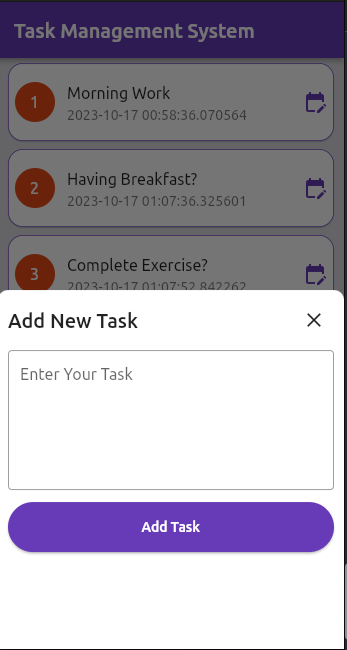 Task Management System
1
Morning Work
2023-10-17 00:58:36.070564
2
Having Breakfast?
2023-10-17 01:07:36.325601
3
Complete Exercise?
2023-10-17 01:07:52.842262
Add New Task
Enter Your Task
Add Task